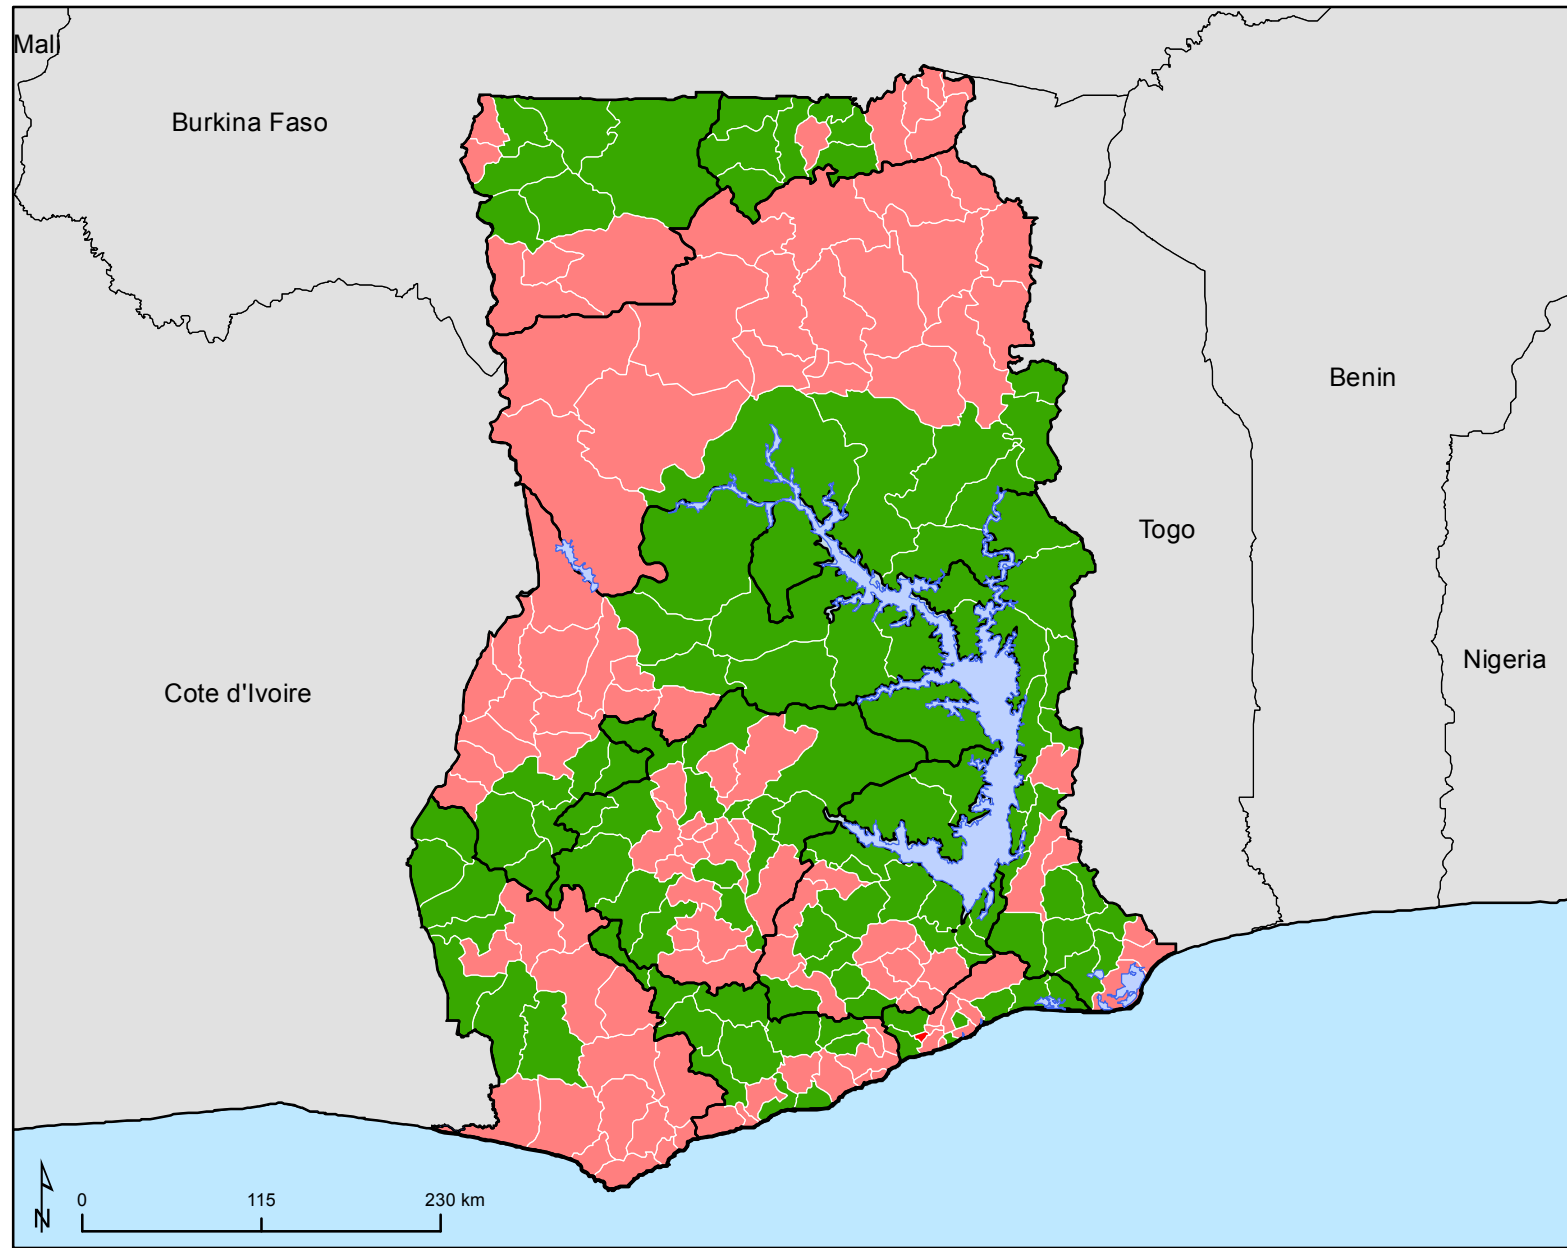 Mali
Burkina Faso
Benin
Togo
Nigeria
Cote d'Ivoire
N
0 115 230 km